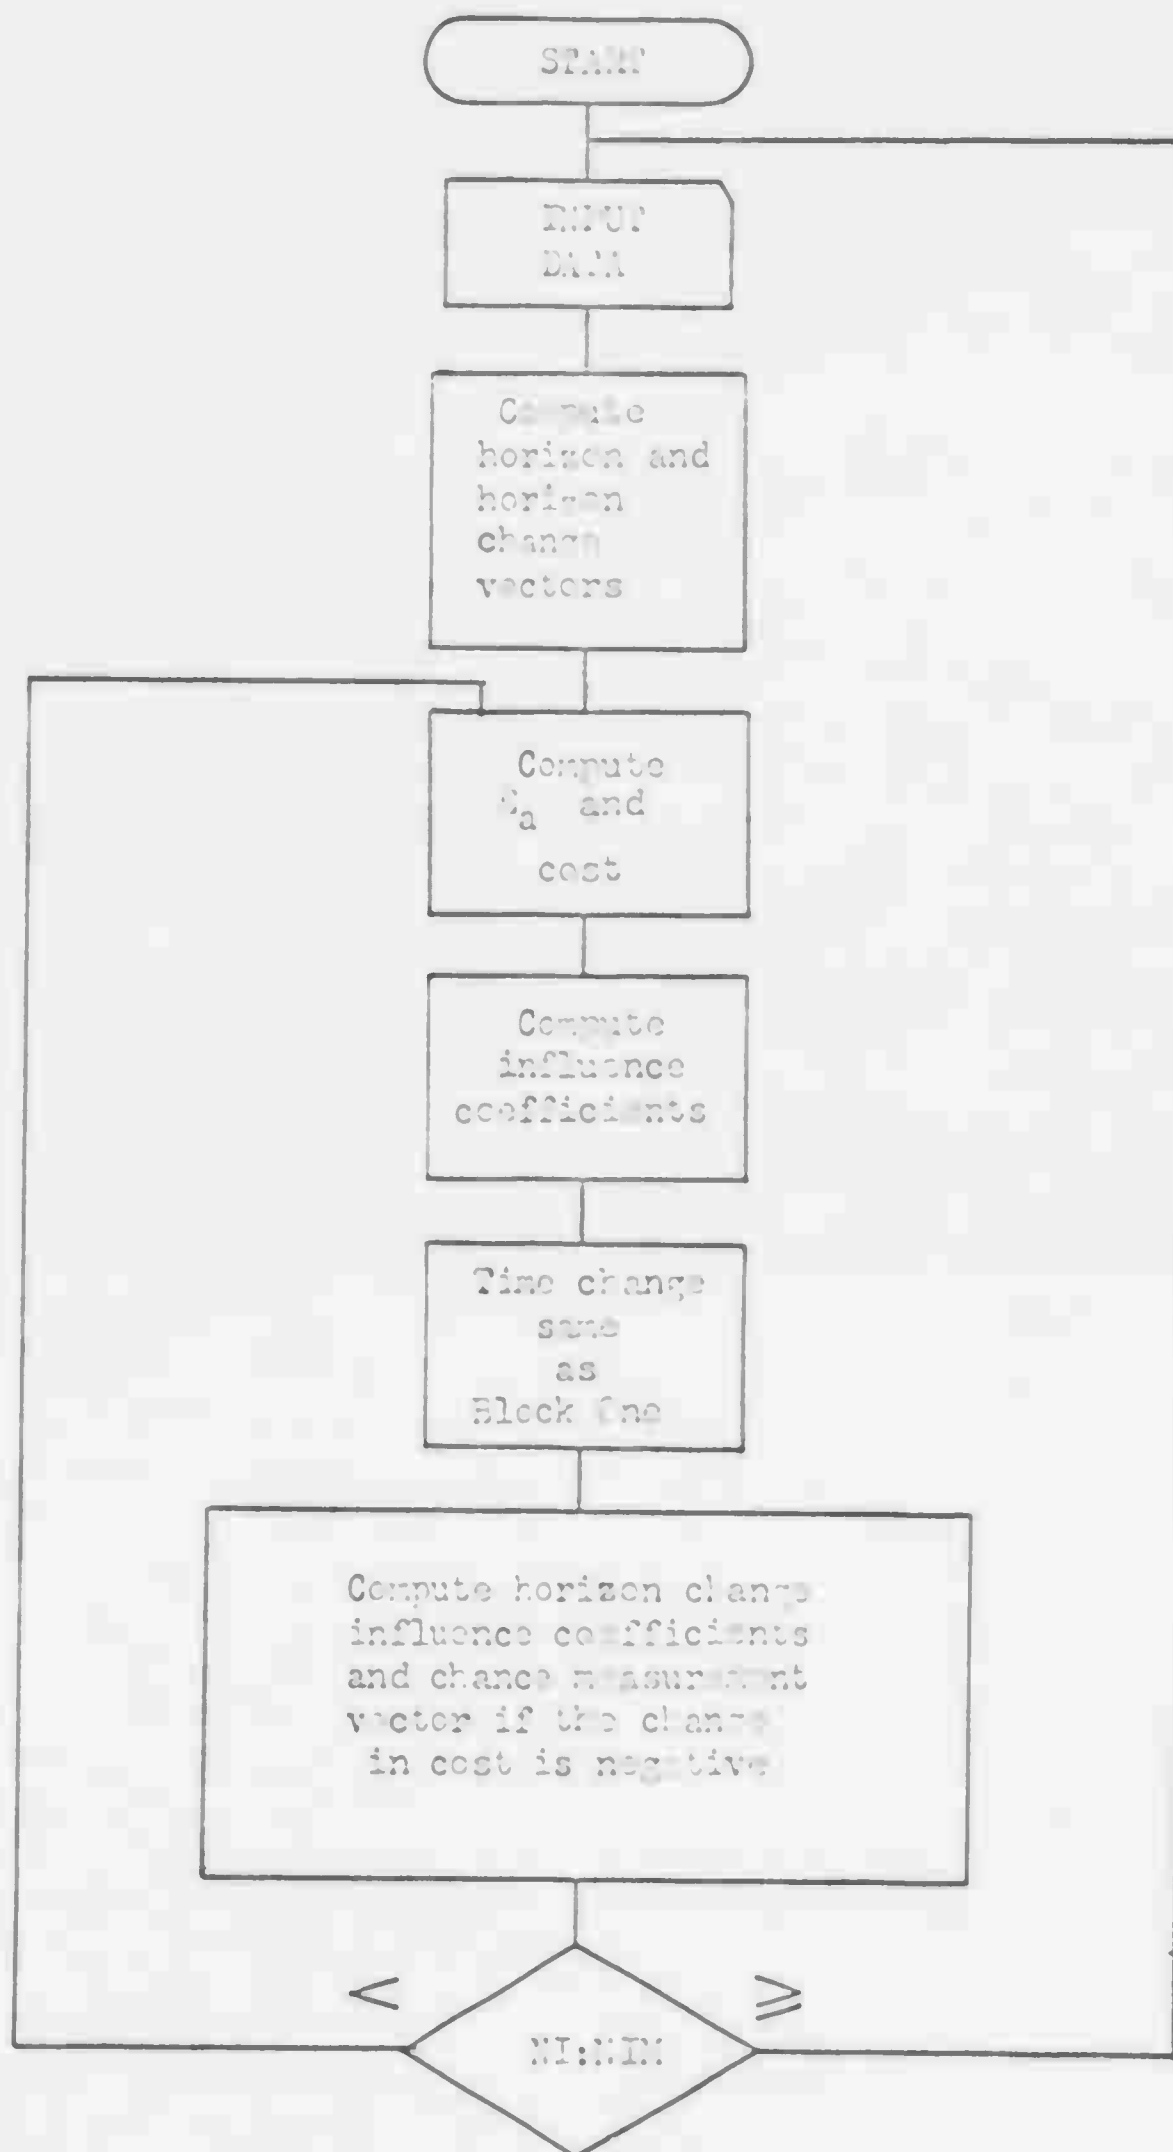 START
INPUT
DATA
Compute
horizon and
horizon
change
vectors
Compute
a and
cost
Compute
influence
coefficients
Time change
same
as
Block One
Compute horizon change
influence coefficients
and change measurement
vector if the change
in cost is negative
<
≥
NI:NIM